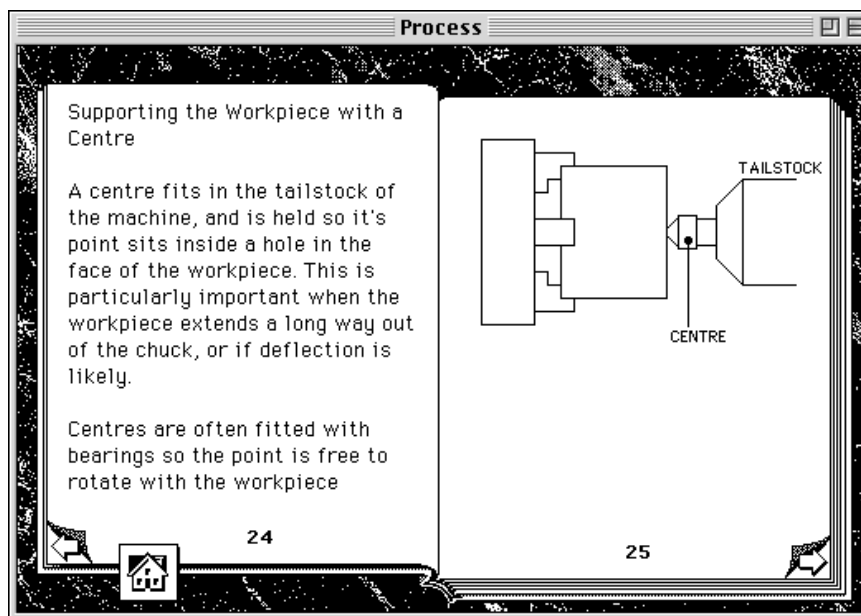 Process
Supporting the Workpiece with a
Centre
A centre fits in the tailstock of
the machine, and is held so it's
point sits inside a hole in the
face of the workpiece. This is
particularly important when the
workpiece extends a long way out
of the chuck, or if deflection is
likely.
Centres are often fitted with
bearings so the point is free to
rotate with the workpiece
24
TAILSTOCK
CENTRE
25